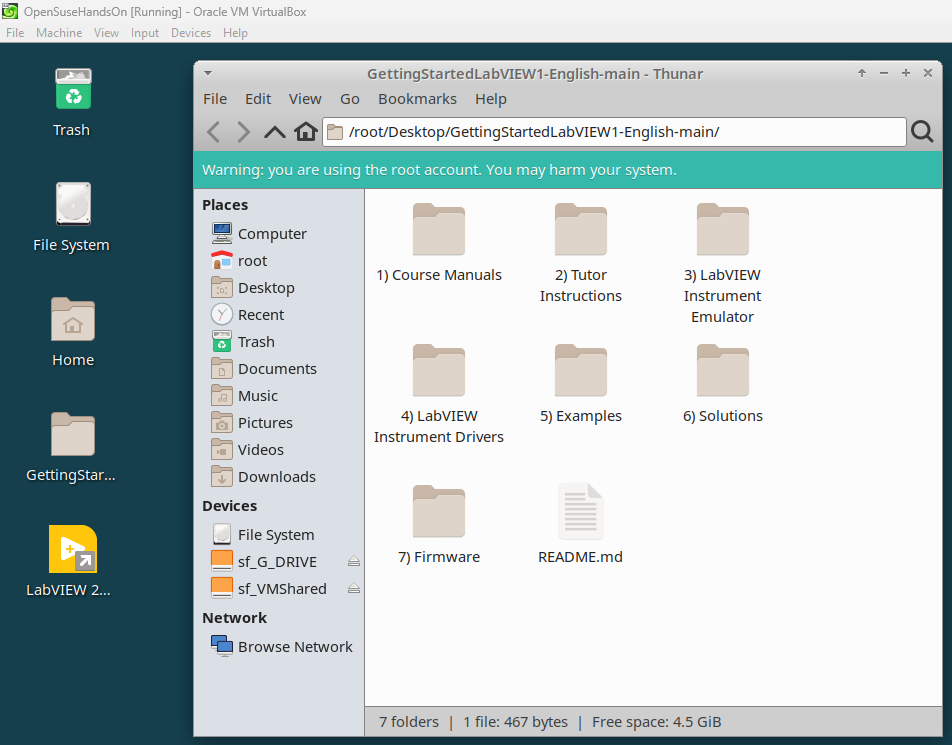 OpenSuseHandsOn [Running] - Oracle VM VirtualBox
File Machine View Input Devices Help
Trash
File System
Home
GettingStar...
LabVIEW 2...
GettingStartedLabVIEW1-English-main - Thunar
File Edit View Go Bookmarks Help
/root/Desktop/GettingStartedLabVIEW1-English-main/
Warning: you are using the root account. You may harm your system.
Places
Computer
root
Desktop
Recent
Trash
Documents
Music
Pictures
Videos
Downloads
Devices
File System
sf_G_DRIVE
sf_VMShared
Network
Browse Network
1) Course Manuals
2) Tutor
Instructions
3) LabVIEW
Instrument
Emulator
4) LabVIEW
Instrument Drivers
5) Examples
6) Solutions
7) Firmware
README.md
7 folders | 1 file: 467 bytes | Free space: 4.5 GiB